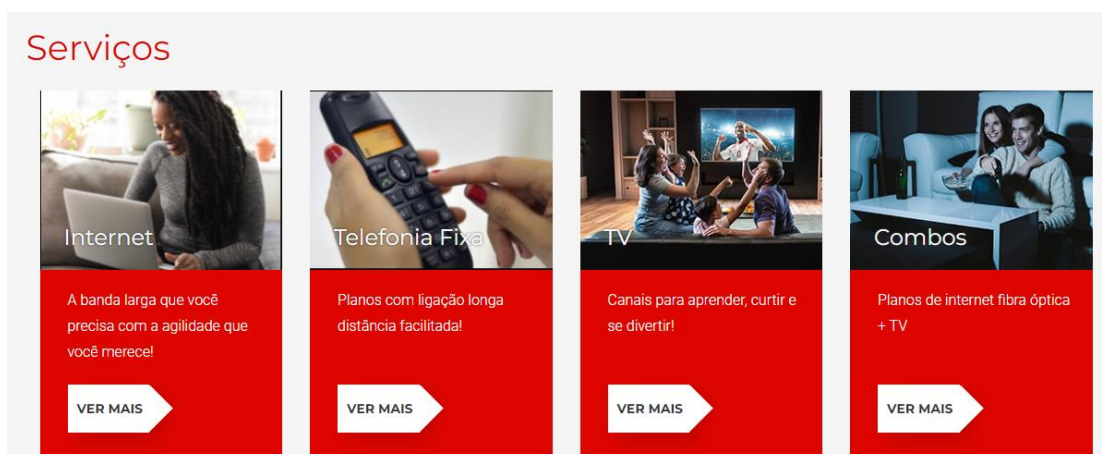 Serviços
Internet
A banda larga que você
precisa com a agilidade que
você merece!
VER MAIS
Telefonia Fixa
Planos com ligação longa
distância facilitada!
VER MAIS
TV
Canais para aprender, curtir e
se divertir!
VER MAIS
Combos
Planos de internet fibra óptica
+ TV
VER MAIS